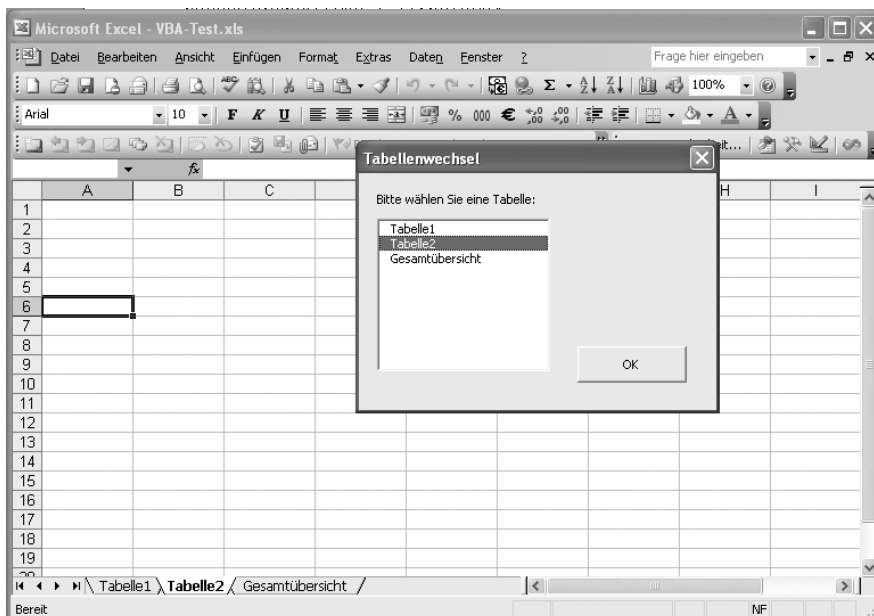 Microsoft Excel - VBA-Test.xls
Datei Bearbeiten Ansicht Einfügen Format Extras Daten Fenster ? Frage hier eingeben
100%
Arial 10 F K U % 000 €
fx
Tabellenwechsel
A B C H I
Bitte wählen Sie eine Tabelle:
Tabelle1
Tabelle2
Gesamtübersicht
OK
1
2
3
4
5
6
7
8
9
10
11
12
13
14
15
16
17
18
19
Tabelle1 Tabelle2 Gesamtübersicht
Bereit NF